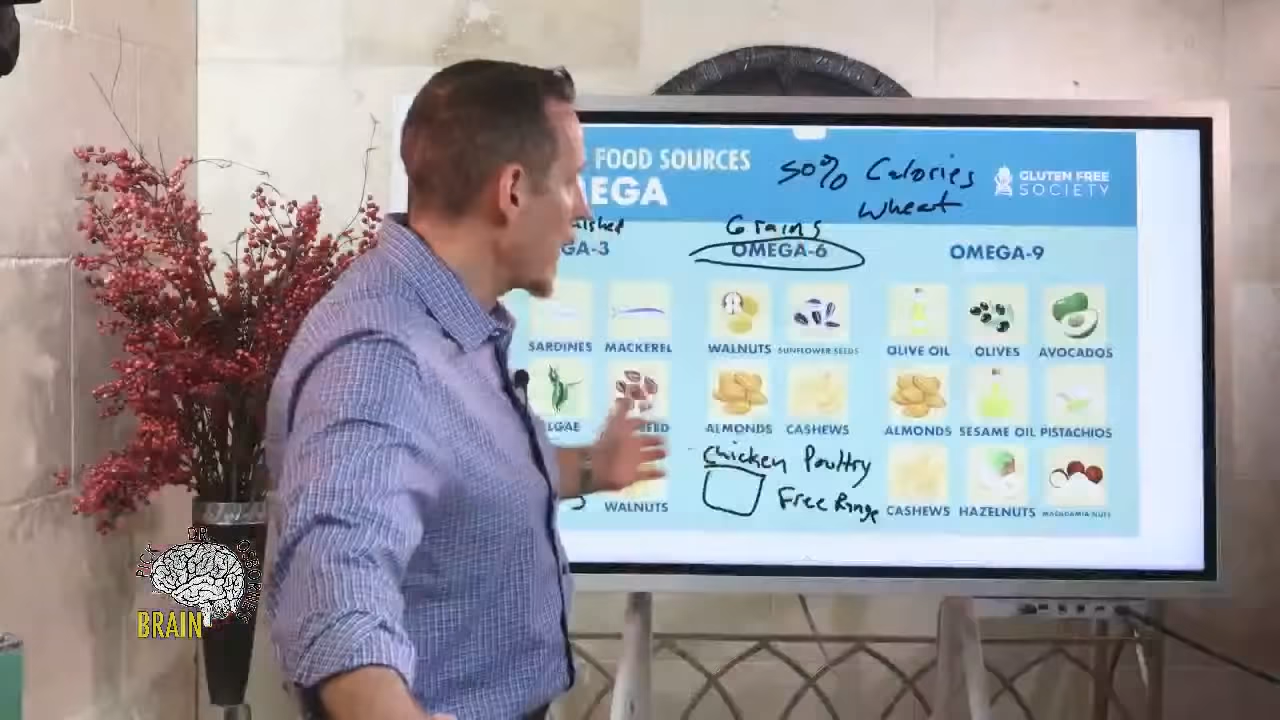 FOOD SOURCES
EGA
50% Calories
Wheat
GLUTEN FREE
SOCIETY
Grains
GA-3
OMEGA-6
OMEGA-9
SARDINES MACKEREL
WALNUTS SUNFLOWER SEEDS
OLIVE OIL OLIVES AVOCADOS
LGAE
ALMONDS CASHEWS
ALMONDS SESAME OIL PISTACHIOS
Chicken Poultry
Free Range
WALNUTS
CASHEWS HAZELNUTS MACADAMIA NUTS
BRAIN